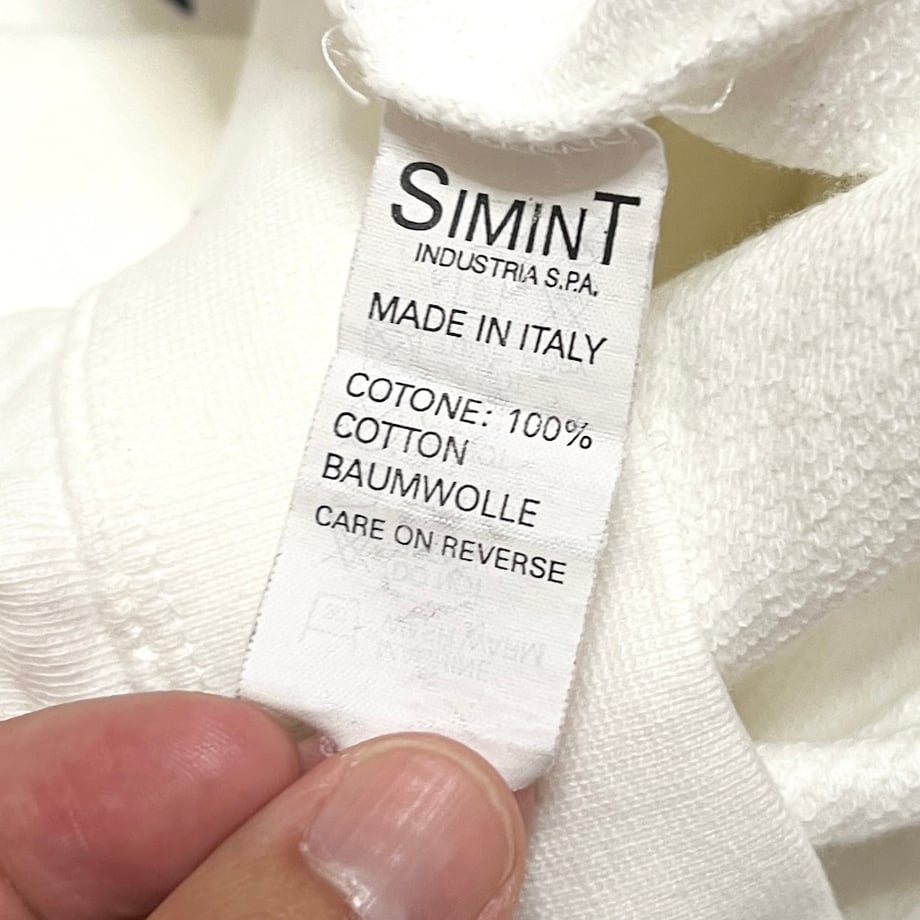 SIMINT
INDUSTRIA S.P.A.
MADE IN ITALY
COTONE: 100%
COTTON
BAUMWOLLE
CARE ON REVERSE